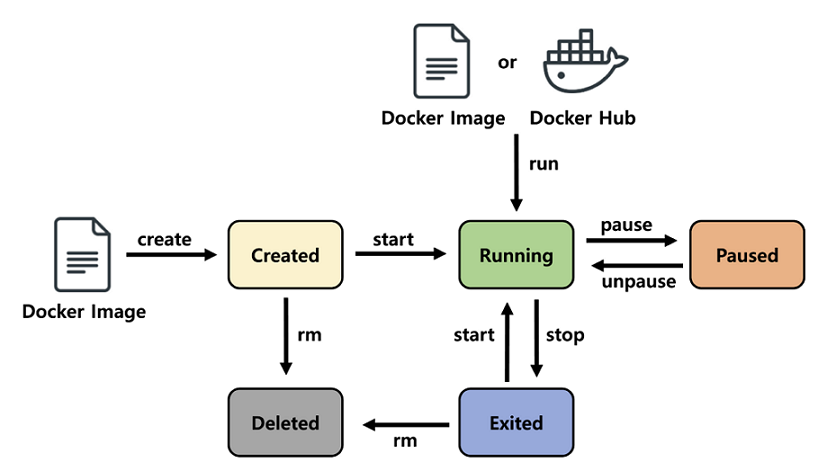 or
Docker Image Docker Hub
run
create
Created
start
Running
pause
unpause
Paused
Docker Image
rm
start
stop
Deleted
rm
Exited